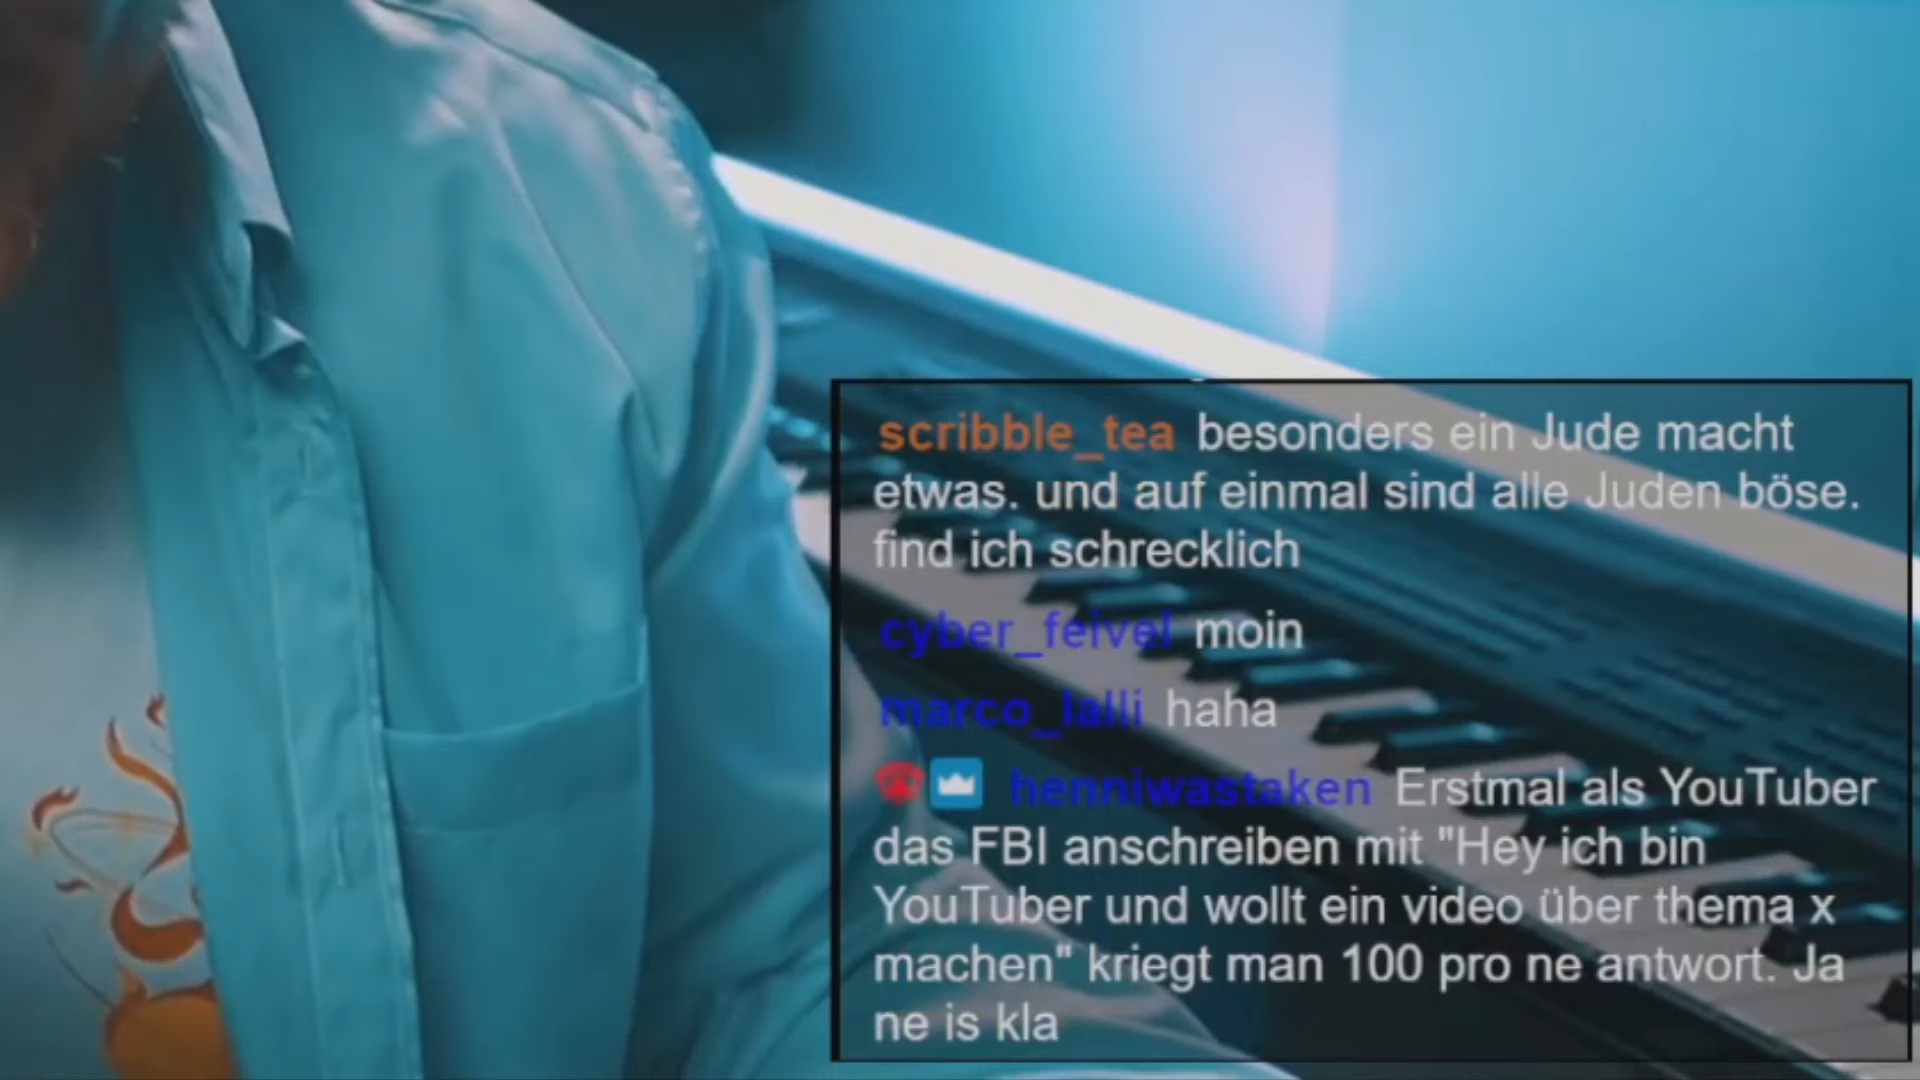 scribble_tea besonders ein Jude macht
etwas. und auf einmal sind alle Juden böse.
find ich schrecklich
cyber_feivel moin
marco_lalli haha
henniwastaken Erstmal als YouTuber
das FBI anschreiben mit "Hey ich bin
YouTuber und wollt ein video über thema x
machen" kriegt man 100 pro ne antwort. Ja
ne is kla